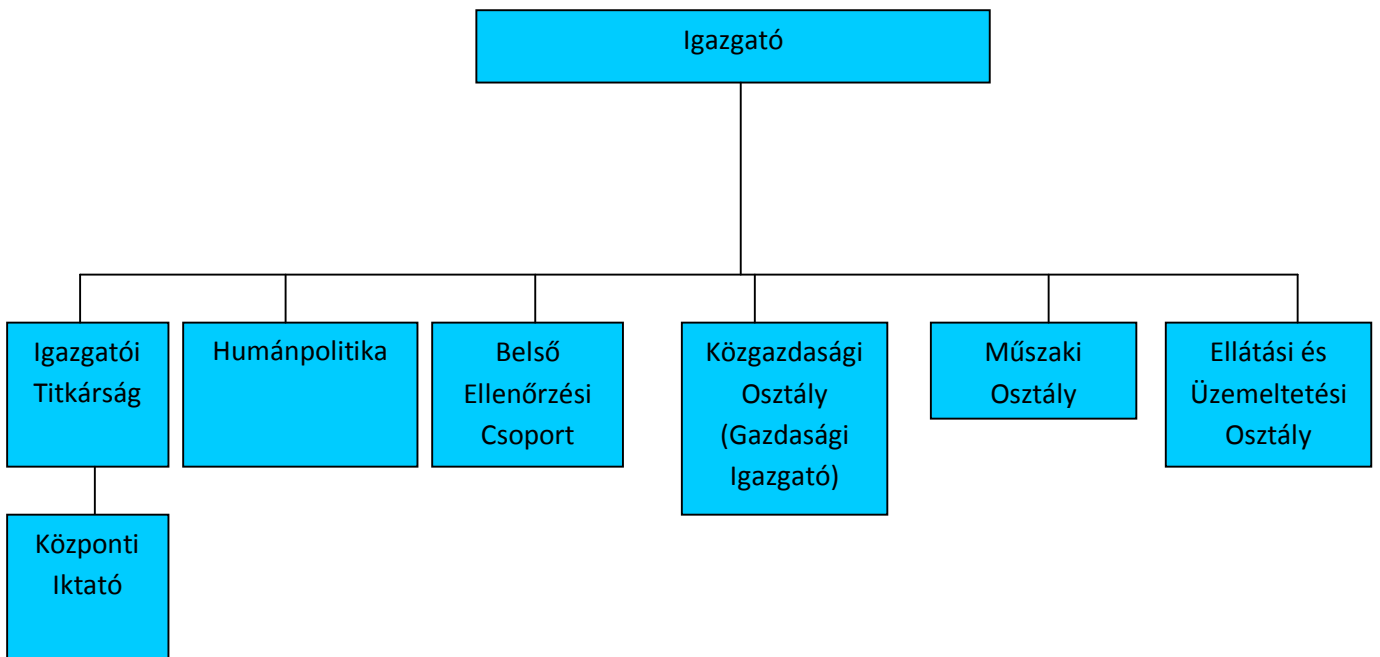 Igazgató
Igazgatói
Titkárság
Humánpolitika
Belső
Ellenőrzési
Csoport
Közgazdasági
Osztály
(Gazdasági
Igazgató)
Műszaki
Osztály
Ellátási és
Üzemeltetési
Osztály
Központi
Iktató